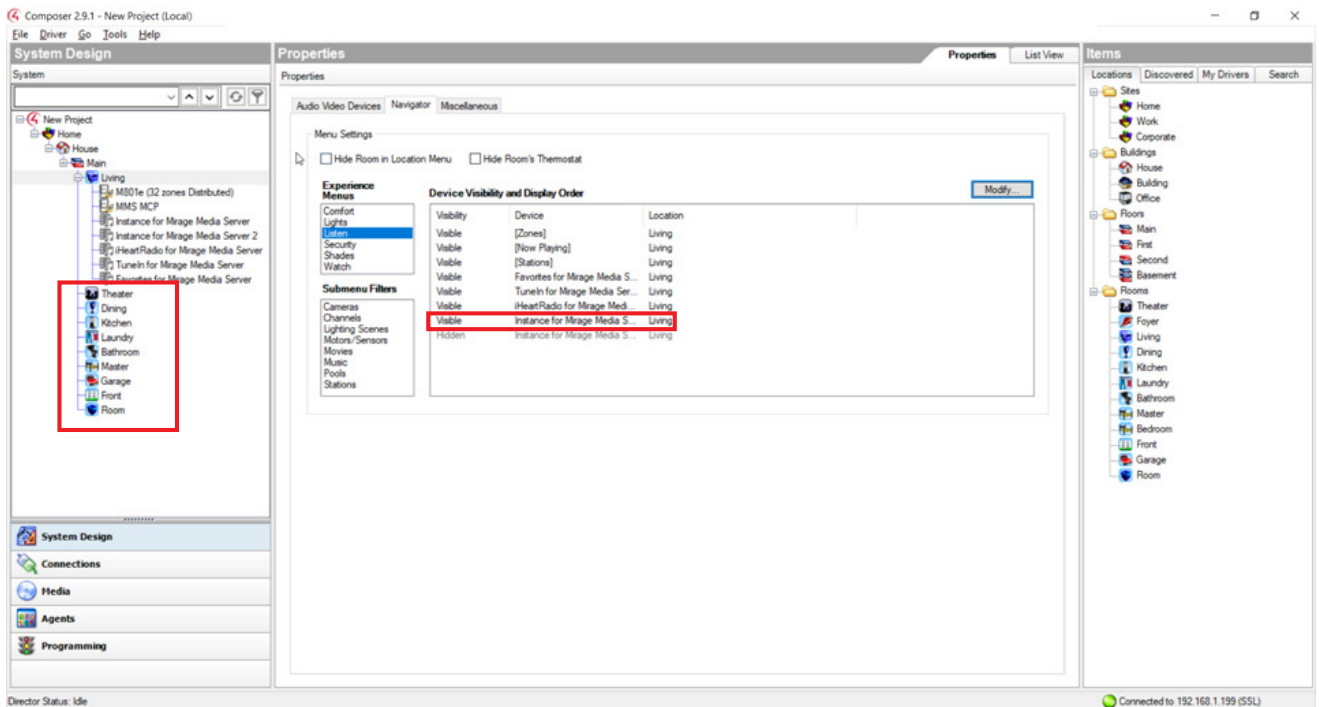 Composer 2.9.1 - New Project (Local)
File Driver Go Tools Help
System Design
System
New Project
Home
House
Main
Living
M801e (32 zones Distributed)
MMS MCP
Instance for Mirage Media Server
Instance for Mirage Media Server 2
iHeartRadio for Mirage Media Server
TuneIn for Mirage Media Server
Favorites for Mirage Media Server
Theater
Dining
Kitchen
Laundry
Bathroom
Master
Garage
Front
Room
System Design
Connections
Media
Agents
Programming
Properties
Properties List View
Properties
Audio Video Devices Navigator Miscellaneous
Menu Settings
Hide Room in Location Menu Hide Room's Thermostat
Experience
Menus
Comfort
Lights
Listen
Security
Shades
Watch
Submenu Filters
Cameras
Channels
Lighting Scenes
Motors/Sensors
Movies
Music
Pools
Stations
Device Visibility and Display Order
Modify...
Visibility Device Location
Visible [Zones] Living
Visible [Now Playing] Living
Visible [Stations] Living
Visible Favorites for Mirage Media S... Living
Visible TuneIn for Mirage Media Ser... Living
Visible iHeartRadio for Mirage Medi... Living
Visible Instance for Mirage Media S... Living
Hidden Instance for Mirage Media S... Living
Items
Locations Discovered My Drivers Search
Sites
Home
Work
Corporate
Buildings
House
Building
Office
Floors
Main
First
Second
Basement
Rooms
Theater
Foyer
Living
Dining
Kitchen
Laundry
Bathroom
Master
Bedroom
Front
Garage
Room
Director Status: Idle
Connected to 192.168.1.199 (SSL)